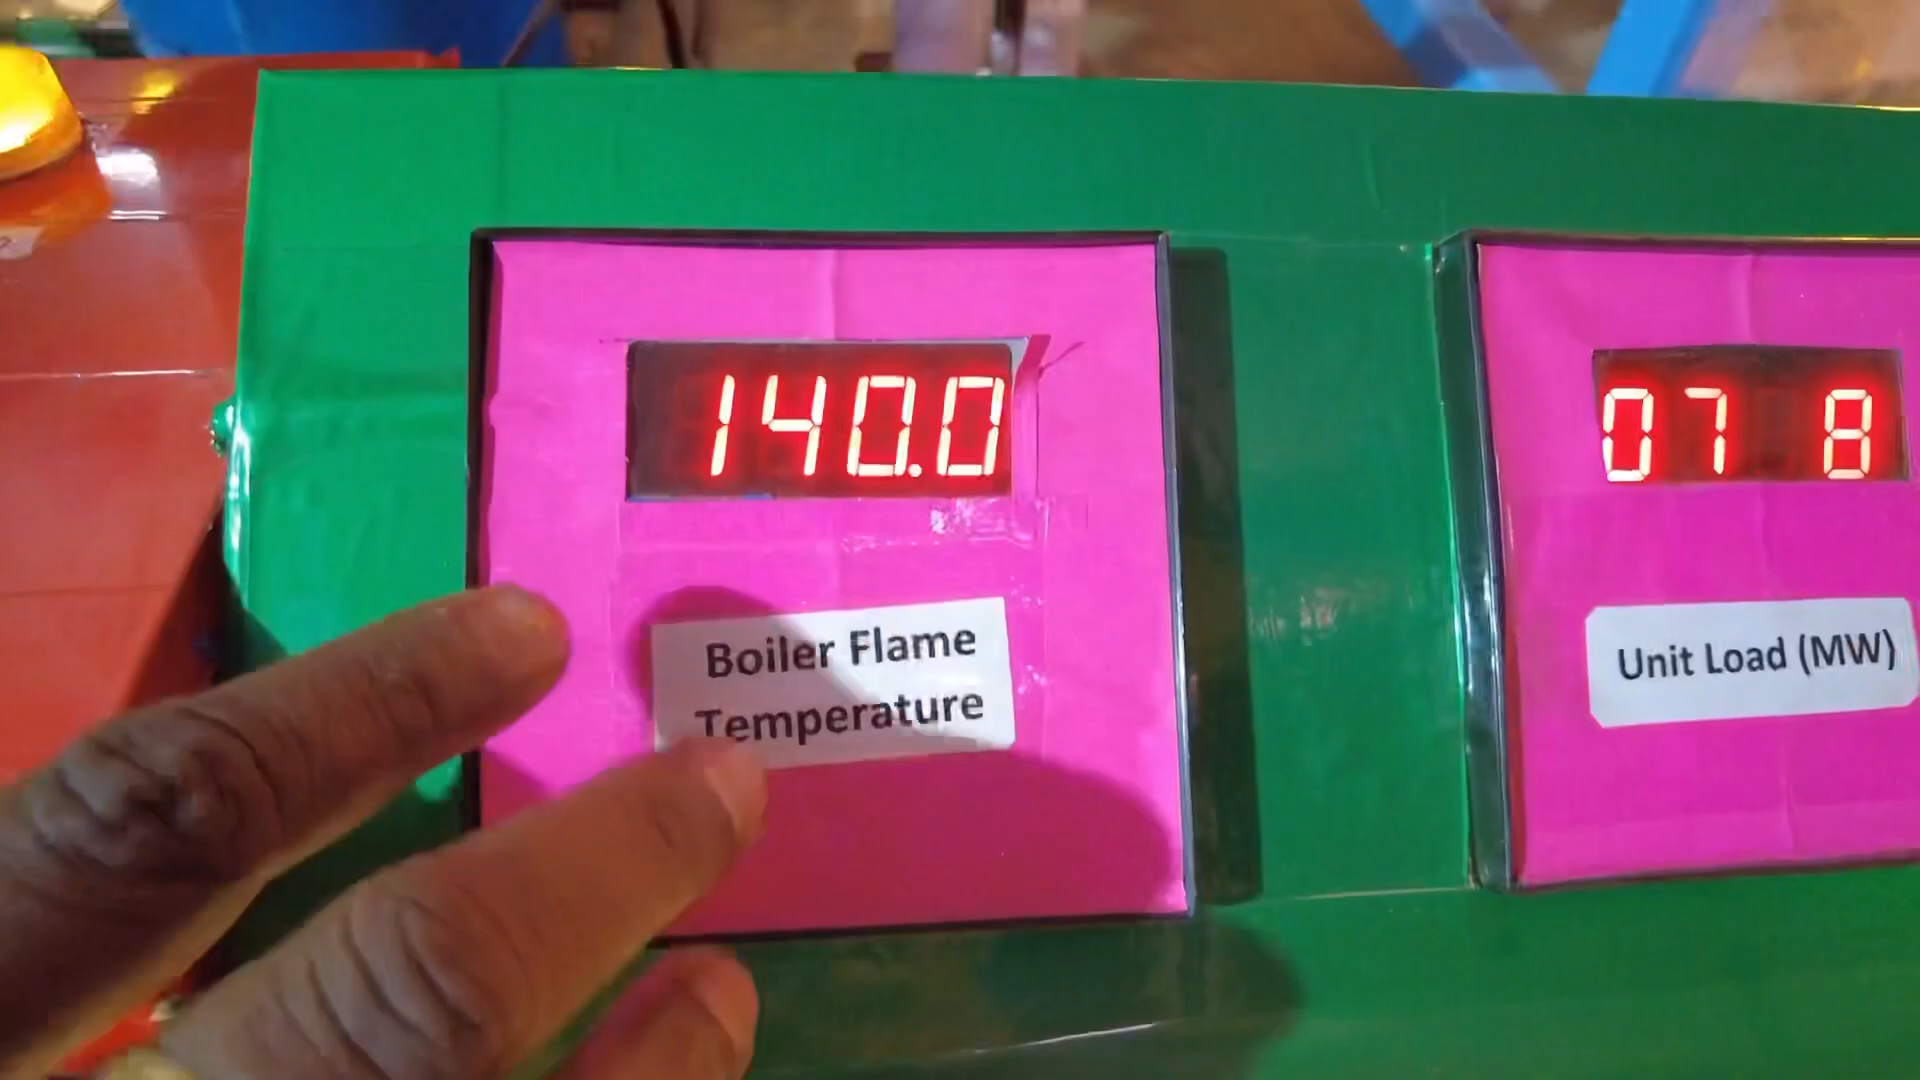 140.0
07 8
Boiler Flame
Temperature
Unit Load (MW)